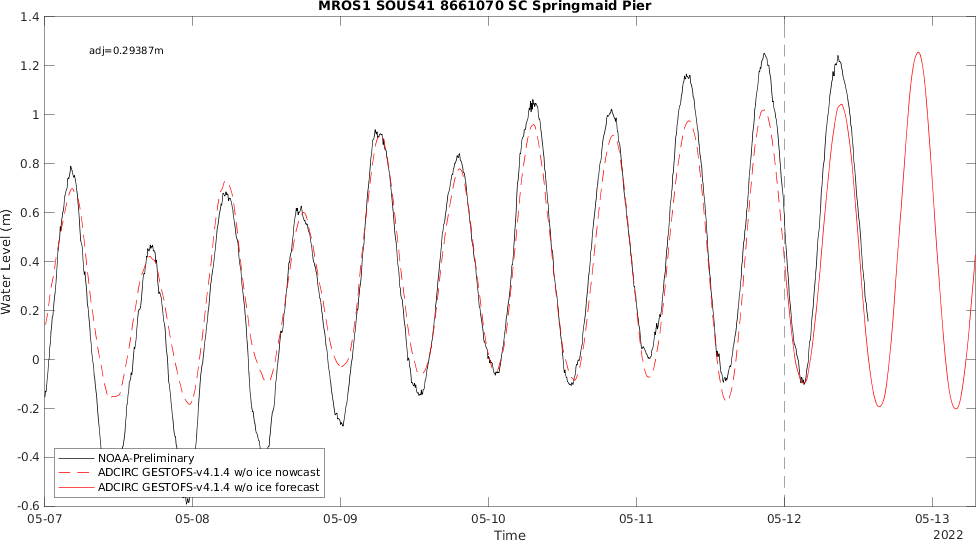 MROS1 SOUS41 8661070 SC Springmaid Pier
adj=0.29387m
Water Level (m)
1.4
1.2
1
0.8
0.6
0.4
0.2
0
-0.2
-0.4
-0.6
NOAA-Preliminary
ADCIRC GESTOFS-v4.1.4 w/o ice nowcast
ADCIRC GESTOFS-v4.1.4 w/o ice forecast
05-07 05-08 05-09 05-10 05-11 05-12 05-13
Time
2022